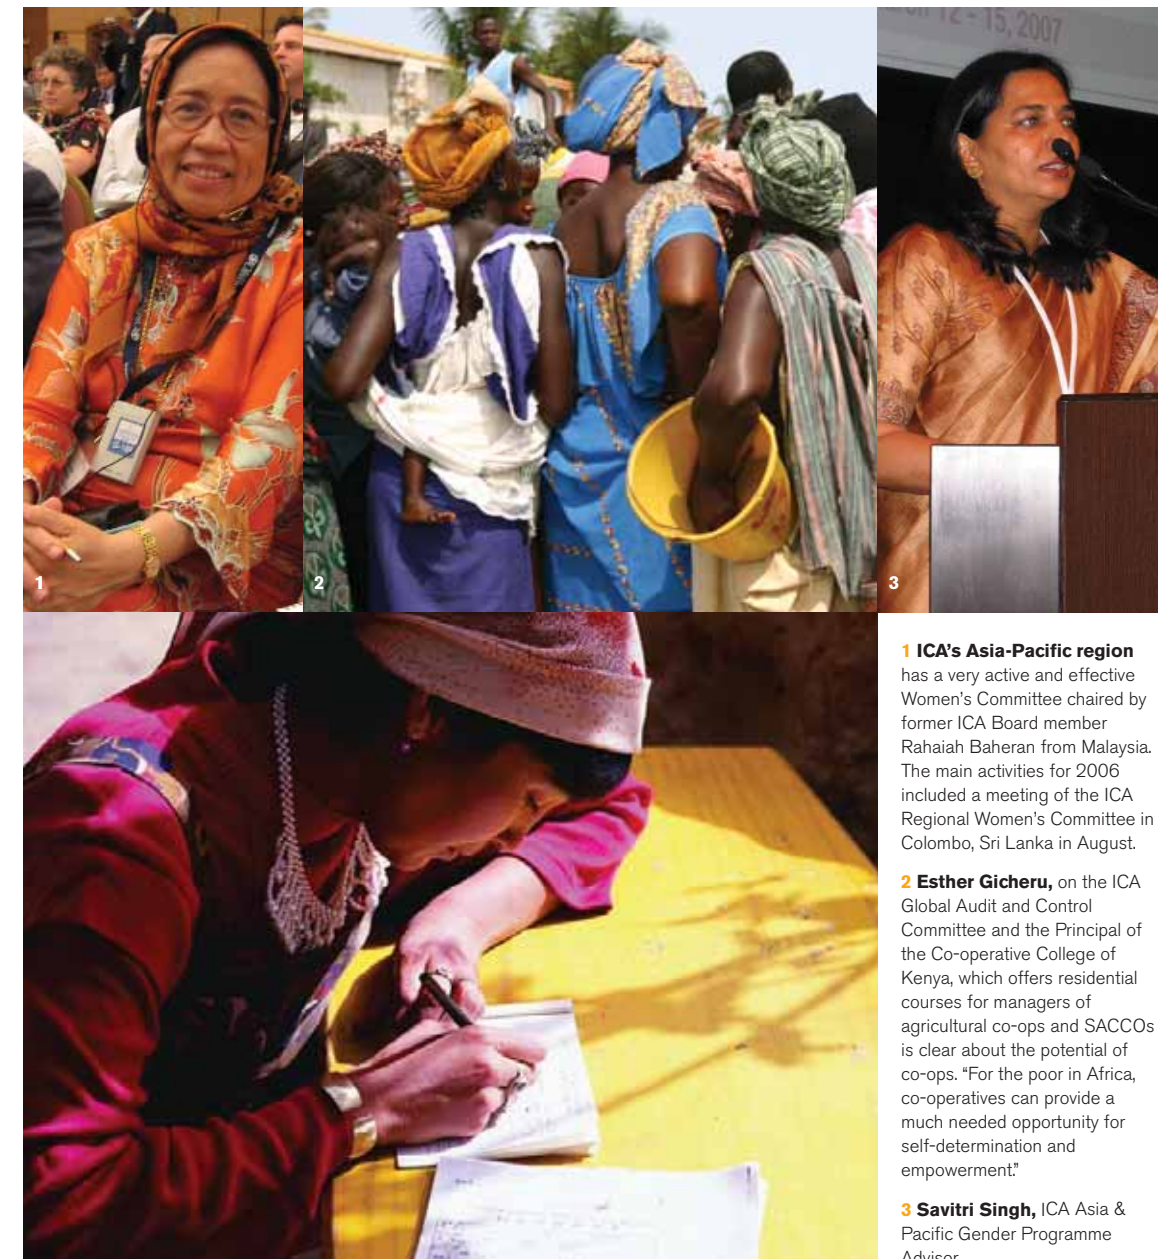 12 - 15, 2007
1
2
3
1 ICA's Asia-Pacific region
has a very active and effective
Women's Committee chaired by
former ICA Board member
Rahaiah Baheran from Malaysia.
The main activities for 2006
included a meeting of the ICA
Regional Women's Committee in
Colombo, Sri Lanka in August.
2 Esther Gicheru, on the ICA
Global Audit and Control
Committee and the Principal of
the Co-operative College of
Kenya, which offers residential
courses for managers of
agricultural co-ops and SACCOs
is clear about the potential of
co-ops. “For the poor in Africa,
co-operatives can provide a
much needed opportunity for
self-determination and
empowerment.”
3 Savitri Singh, ICA Asia &
Pacific Gender Programme
Advisor